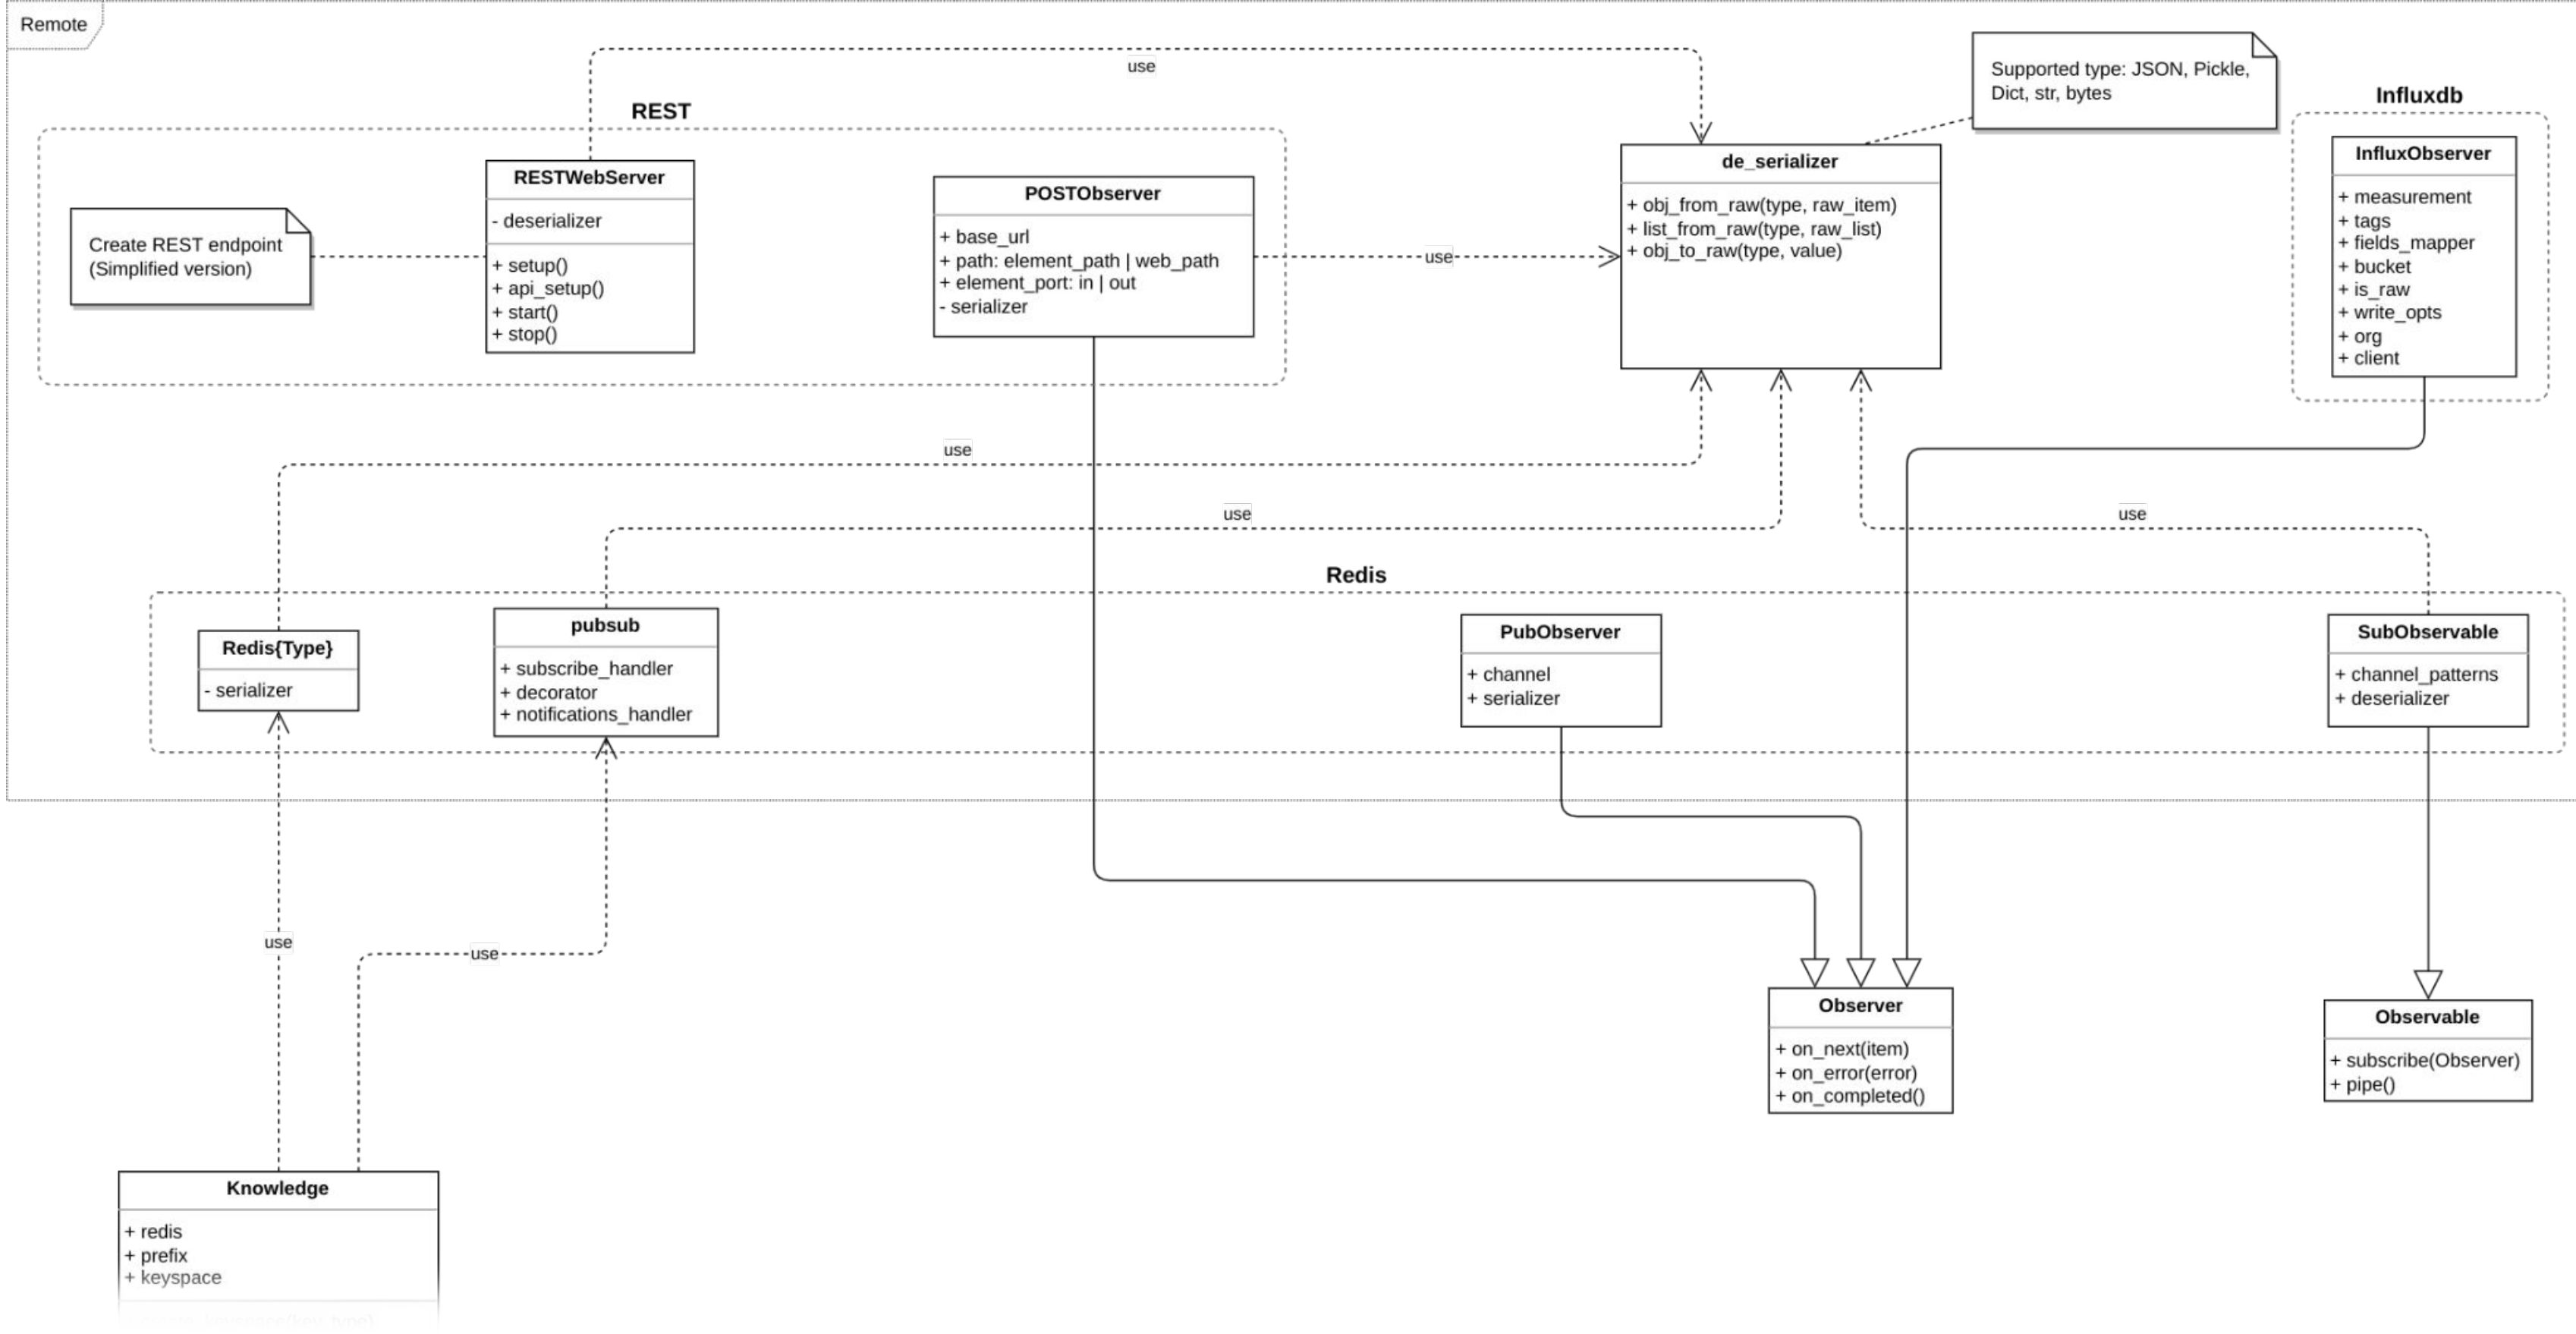 Remote
use
Supported type: JSON, Pickle,
Dict, str, bytes
Influxdb
REST
RESTWebServer
- deserializer
+ setup()
+ api_setup()
+ start()
+ stop()
Create REST endpoint
(Simplified version)
POSTObserver
+ base_url
+ path: element_path | web_path
+ element_port: in | out
- serializer
use
de_serializer
+ obj_from_raw(type, raw_item)
+ list_from_raw(type, raw_list)
+ obj_to_raw(type, value)
InfluxObserver
+ measurement
+ tags
+ fields_mapper
+ bucket
+ is_raw
+ write_opts
+ org
+ client
use
use
use
Redis
Redis{Type}
- serializer
pubsub
+ subscribe_handler
+ decorator
+ notifications_handler
PubObserver
+ channel
+ serializer
SubObservable
+ channel_patterns
+ deserializer
use
use
Observer
+ on_next(item)
+ on_error(error)
+ on_completed()
Observable
+ subscribe(Observer)
+ pipe()
Knowledge
+ redis
+ prefix
+ keyspace